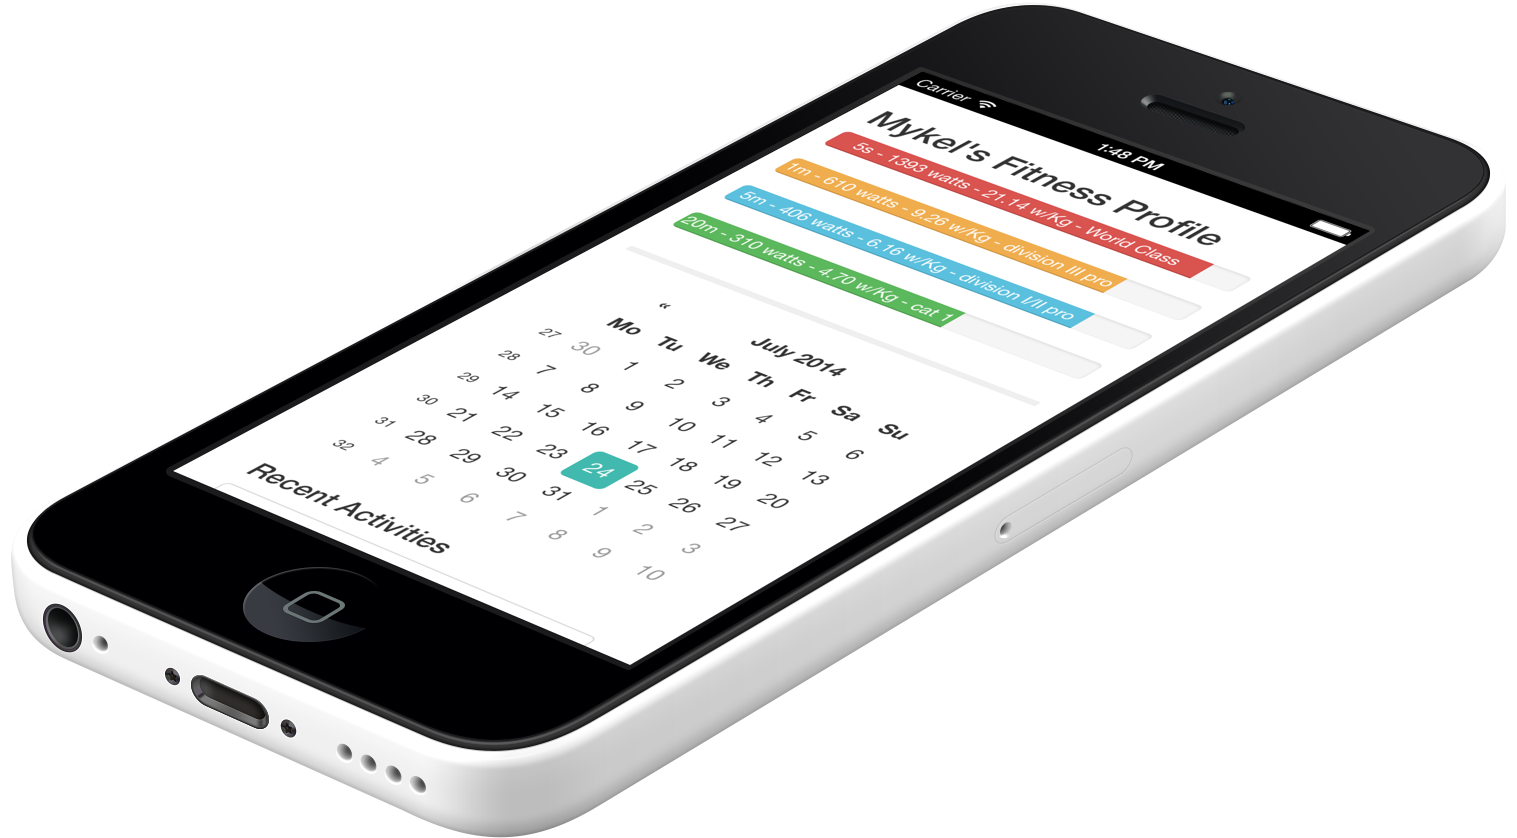 Carrier 1:48 PM
Mykel's Fitness Profile
5s - 1393 watts - 21.14 w/Kg - World Class
1m - 610 watts - 9.26 w/Kg - division III pro
5m - 406 watts - 6.16 w/Kg - division I/II pro
20m - 310 watts - 4.70 w/Kg - cat 1
« July 2014
Mo Tu We Th Fr Sa Su
27 30 1 2 3 4 5 6
28 7 8 9 10 11 12 13
29 14 15 16 17 18 19 20
30 21 22 23 24 25 26 27
31 28 29 30 31 1 2 3
32 4 5 6 7 8 9 10
Recent Activities